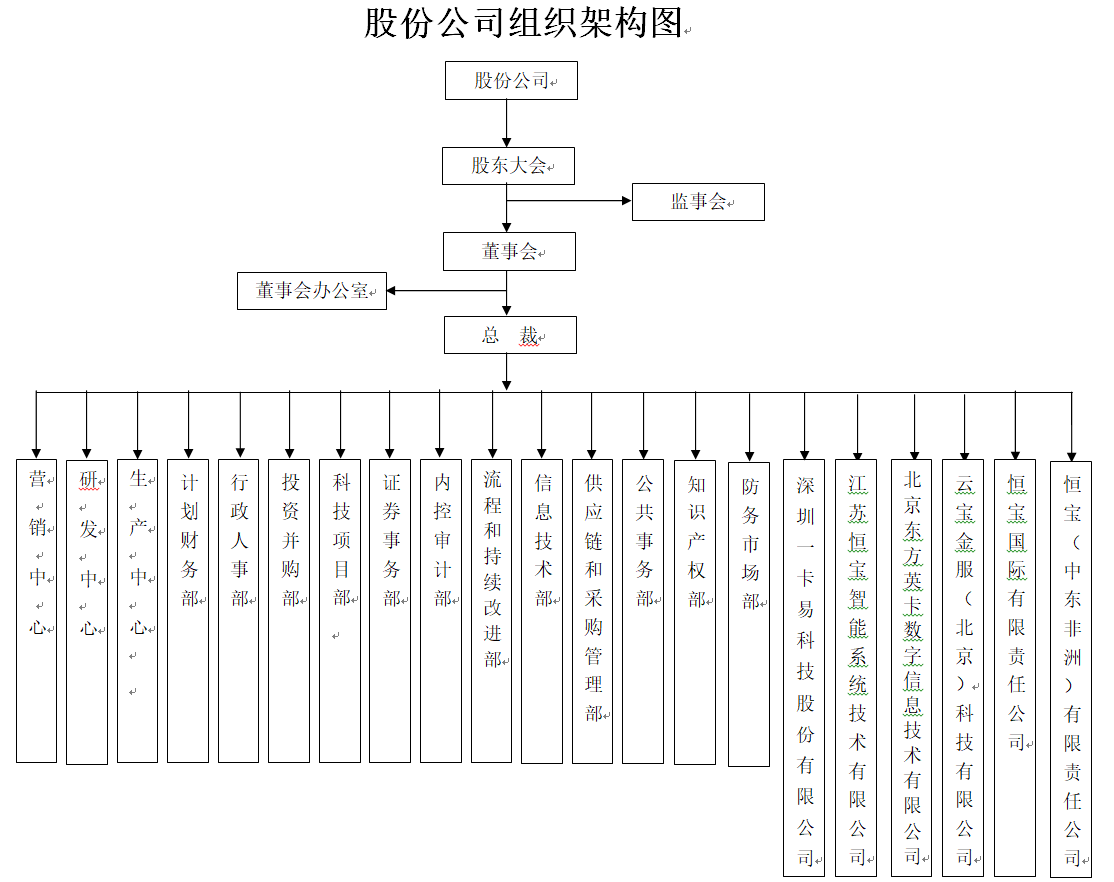 股份公司组织架构图
股份公司
股东大会
监事会
董事会
董事会办公室
总 裁
营销中心
研发中心
生产中心
计划财务部
行政人事部
投资并购部
科技项目部
证券事务部
内控审计部
流程和持续改进部
信息技术部
供应链和采购管理部
公共事务部
知识产权部
防务市场部
深圳一卡易科技股份有限公司
江苏恒宝智能系统技术有限公司
北京东方英卡数字信息技术有限公司
云宝金服（北京）科技有限公司
恒宝国际有限责任公司
恒宝（中东非洲）有限责任公司